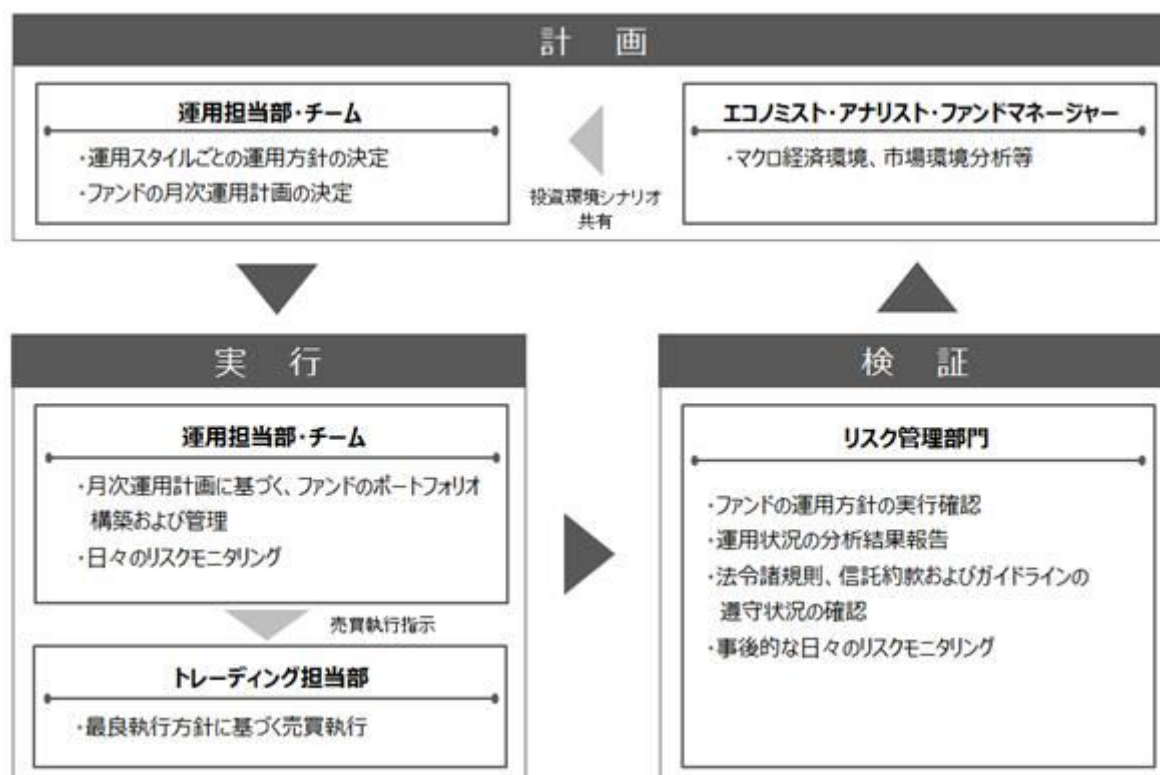 計 画
運用担当部・チーム
・運用スタイルごとの運用方針の決定
・ファンドの月次運用計画の決定
投資環境シナリオ
共有
エコノミスト・アナリスト・ファンドマネージャー
・マクロ経済環境、市場環境分析等
実 行
運用担当部・チーム
・月次運用計画に基づく、ファンドのポートフォリオ
構築および管理
・日々のリスクモニタリング
売買執行指示
トレーディング担当部
・最良執行方針に基づく売買執行
検 証
リスク管理部門
・ファンドの運用方針の実行確認
・運用状況の分析結果報告
・法令諸規則、信託約款およびガイドラインの
遵守状況の確認
・事後的な日々のリスクモニタリング